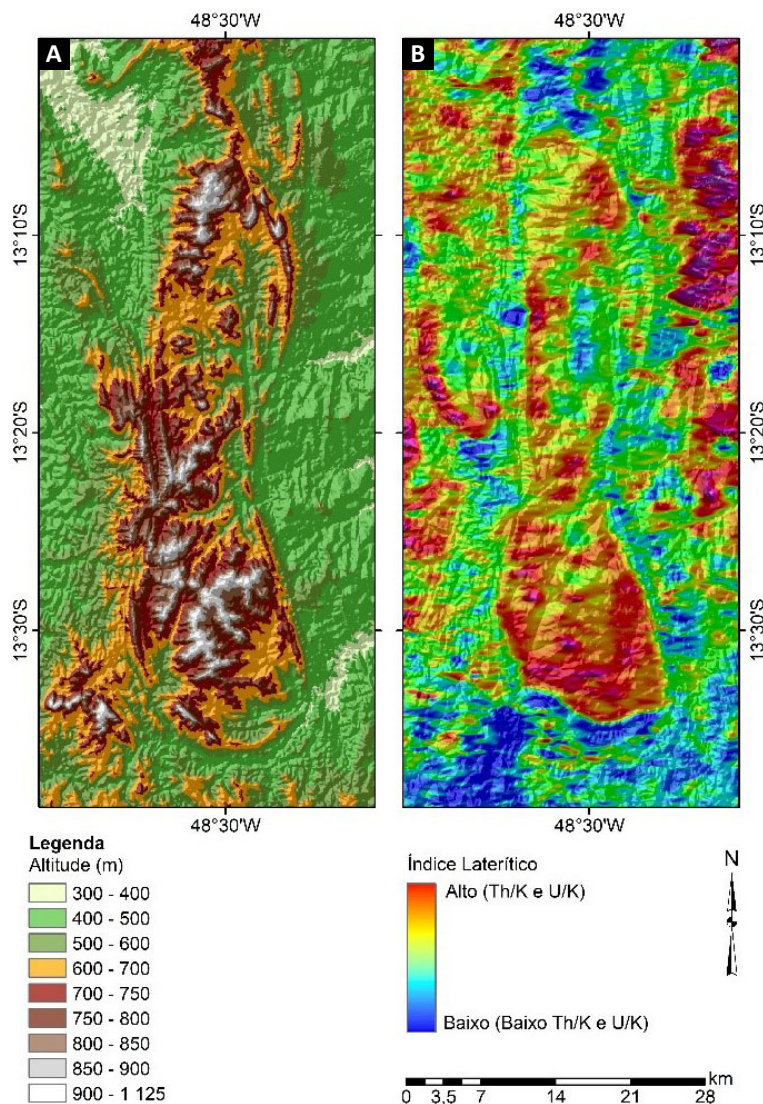 48°30'W
48°30'W
A
B
13°10'S
13°10'S
13°20'S
13°20'S
13°30'S
13°30'S
48°30'W
48°30'W
Legenda
Altitude (m)
300 - 400
400 - 500
500 - 600
600 - 700
700 - 750
750 - 800
800 - 850
850 - 900
900 - 1 125
Índice Laterítico
Alto (Th/K e U/K)
Baixo (Baixo Th/K e U/K)
N
km
0 3,5 7 14 21 28